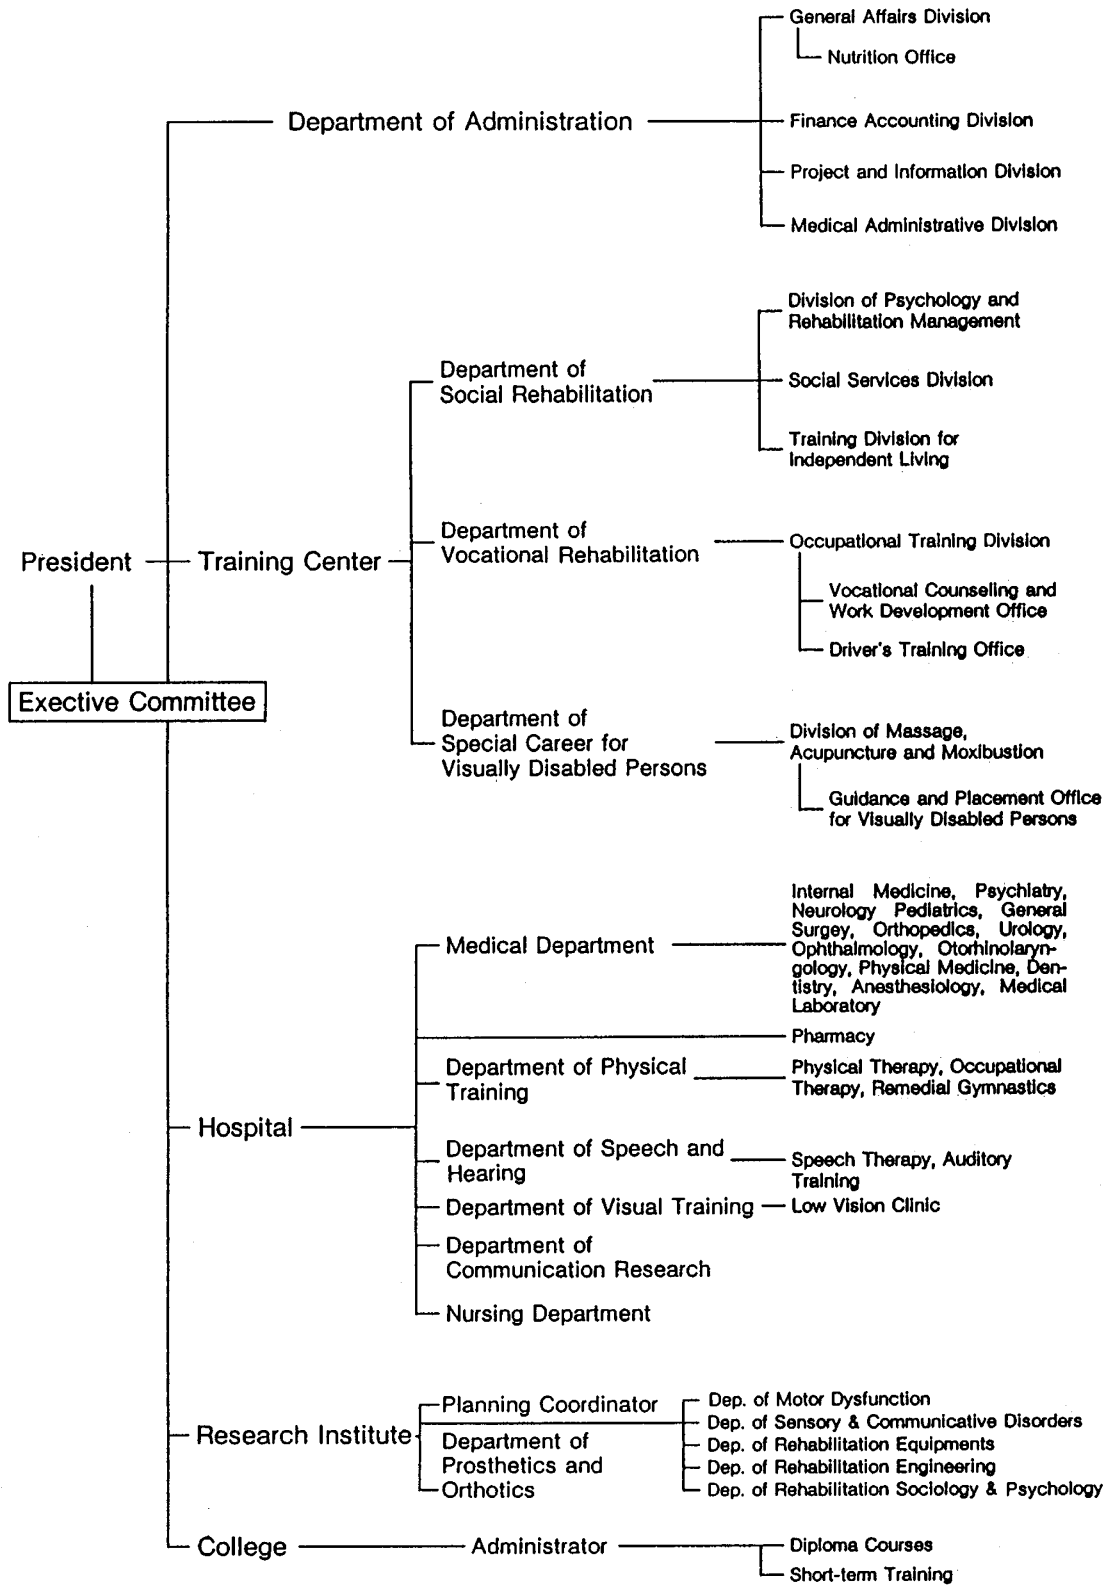 General Affairs Division
Nutrition Office
Department of Administration
Finance Accounting Division
Project and Information Division
Medical Administrative Division
Division of Psychology and
Rehabilitation Management
Department of
Social Rehabilitation
Social Services Division
Training Division for
Independent Living
President
Training Center
Department of
Vocational Rehabilitation
Occupational Training Division
Vocational Counseling and
Work Development Office
Driver's Training Office
Exective Committee
Department of
Special Career for
Visually Disabled Persons
Division of Massage,
Acupuncture and Moxibustion
Guidance and Placement Office
for Visually Disabled Persons
Hospital
Medical Department
Internal Medicine, Psychiatry,
Neurology Pediatrics, General
Surgey, Orthopedics, Urology,
Ophthalmology, Otorhinolaryn-
gology, Physical Medicine, Den-
tistry, Anesthesiology, Medical
Laboratory
Pharmacy
Department of Physical
Training
Physical Therapy, Occupational
Therapy, Remedial Gymnastics
Department of Speech and
Hearing
Speech Therapy, Auditory
Training
Department of Visual Training
Low Vision Clinic
Department of
Communication Research
Nursing Department
Research Institute
Planning Coordinator
Department of
Prosthetics and
Orthotics
Dep. of Motor Dysfunction
Dep. of Sensory & Communicative Disorders
Dep. of Rehabilitation Equipments
Dep. of Rehabilitation Engineering
Dep. of Rehabilitation Sociology & Psychology
College
Administrator
Diploma Courses
Short-term Training